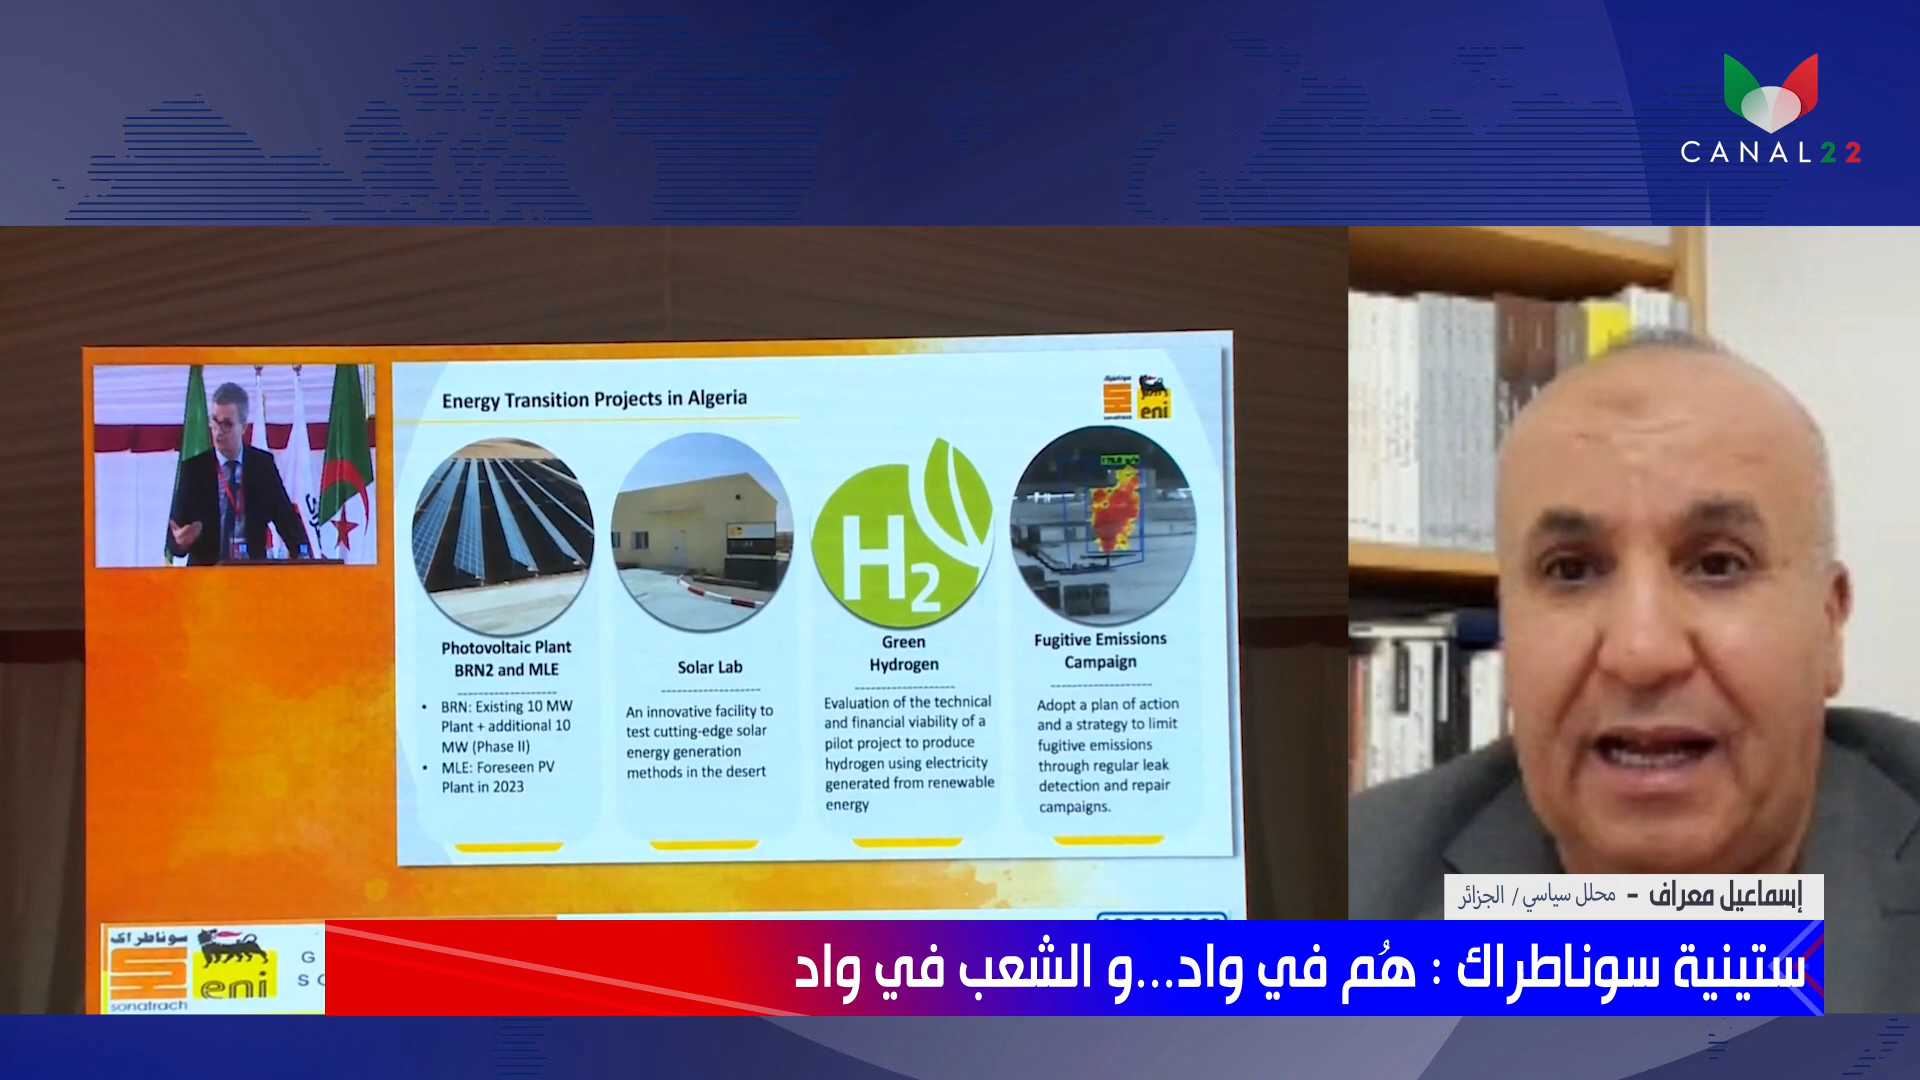 CANAL22
Energy Transition Projects in Algeria
سوناطراك
sonatrach
eni
H2
Photovoltaic Plant
BRN2 and MLE
• BRN: Existing 10 MW
Plant + additional 10
MW (Phase II)
• MLE: Foreseen PV
Plant in 2023
Solar Lab
An innovative facility to
test cutting-edge solar
energy generation
methods in the desert
Green
Hydrogen
Evaluation of the technical
and financial viability of a
pilot project to produce
hydrogen using electricity
generated from renewable
energy
Fugitive Emissions
Campaign
Adopt a plan of action
and a strategy to limit
fugitive emissions
through regular leak
detection and repair
campaigns.
إسماعيل معراف - محلل سياسي / الجزائر
ستينية سوناطراك : هُم في واد...و الشعب في واد
سوناطراك
sonatrach
eni